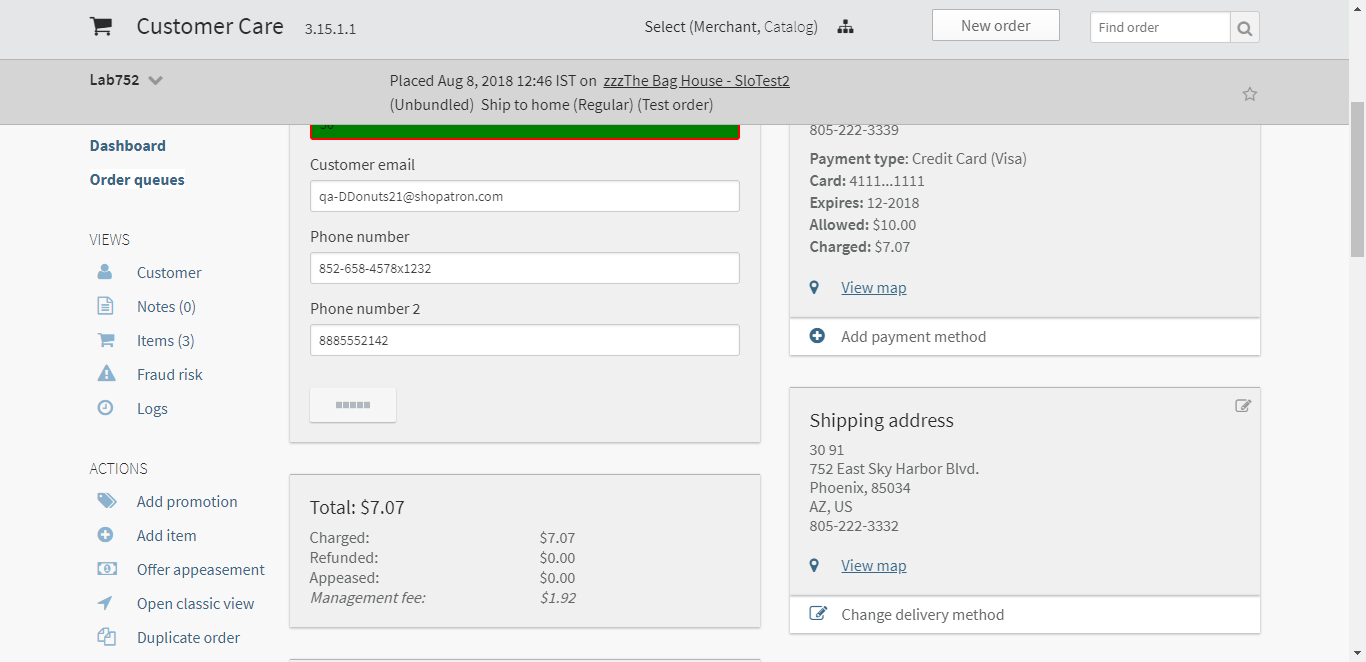 Customer Care 3.15.1.1
Select (Merchant, Catalog)
New order
Find order
Lab752
Placed Aug 8, 2018 12:46 IST on zzzThe Bag House - SloTest2
(Unbundled) Ship to home (Regular) (Test order)
Dashboard
Order queues
VIEWS
Customer
Notes (0)
Items (3)
Fraud risk
Logs
ACTIONS
Add promotion
Add item
Offer appeasement
Open classic view
Duplicate order
Customer email
qa-DDonuts21@shopatron.com
Phone number
852-658-4578x1232
Phone number 2
8885552142
Total: $7.07
Charged: $7.07
Refunded: $0.00
Appeased: $0.00
Management fee: $1.92
805-222-3339
Payment type: Credit Card (Visa)
Card: 4111...1111
Expires: 12-2018
Allowed: $10.00
Charged: $7.07
View map
Add payment method
Shipping address
30 91
752 East Sky Harbor Blvd.
Phoenix, 85034
AZ, US
805-222-3332
View map
Change delivery method